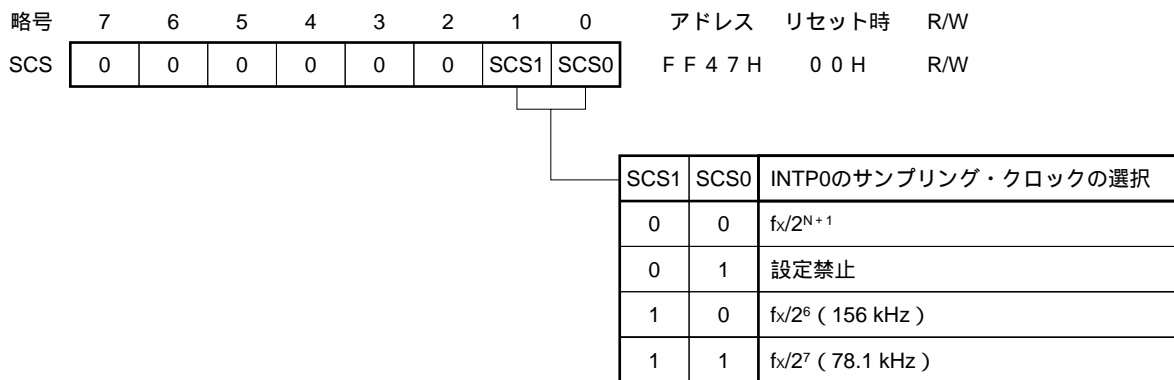 略号 7 6 5 4 3 2 1 0 アドレス リセット時 R/W
SCS 0 0 0 0 0 0 SCS1 SCS0 FF47H 00H R/W
SCS1 SCS0 INTP0のサンプリング・クロックの選択
0 0 fx/2ᴺ⁺¹
0 1 設定禁止
1 0 fx/2⁶(156 kHz)
1 1 fx/2⁷(78.1 kHz)